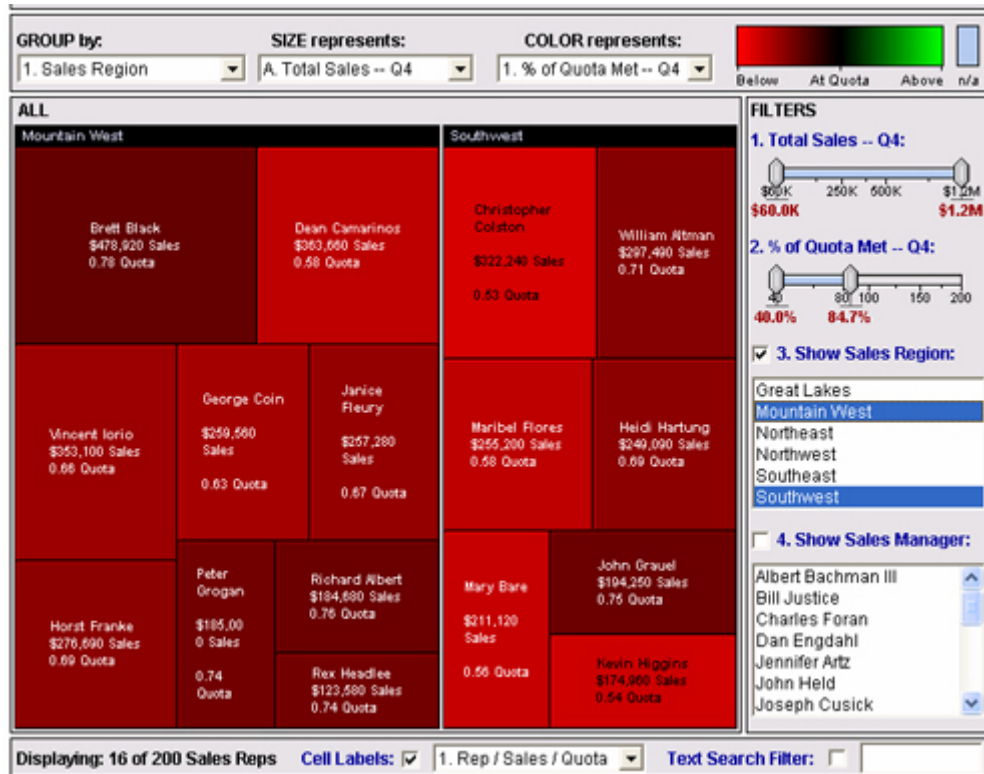 GROUP by: SIZE represents: COLOR represents:
1. Sales Region A. Total Sales -- Q4 1. % of Quota Met -- Q4
Below At Quota Above n/a
ALL
Mountain West
Brett Black
$478,920 Sales
0.78 Quota
Dean Camarinos
$363,660 Sales
0.58 Quota
Vincent Iorio
$353,100 Sales
0.66 Quota
George Coin
$259,560
Sales
0.63 Quota
Janice
Fleury
$257,280
Sales
0.67 Quota
Horst Franke
$276,690 Sales
0.69 Quota
Peter
Grogan
$185,00
0 Sales
0.74
Quota
Richard Albert
$184,680 Sales
0.76 Quota
Rex Headlee
$123,580 Sales
0.74 Quota
Southwest
Christopher
Colston
$322,240 Sales
0.53 Quota
William Altman
$297,490 Sales
0.71 Quota
Maribel Flores
$255,200 Sales
0.58 Quota
Heidi Hartung
$249,090 Sales
0.69 Quota
Mary Bare
$211,120
Sales
0.56 Quota
John Grauel
$194,250 Sales
0.75 Quota
Kevin Higgins
$174,960 Sales
0.54 Quota
FILTERS
1. Total Sales -- Q4:
$60K 250K 500K $1.2M
$60.0K $1.2M
2. % of Quota Met -- Q4:
40 80 100 150 200
40.0% 84.7%
3. Show Sales Region:
Great Lakes
Mountain West
Northeast
Northwest
Southeast
Southwest
4. Show Sales Manager:
Albert Bachman III
Bill Justice
Charles Foran
Dan Engdahl
Jennifer Artz
John Held
Joseph Cusick
Displaying: 16 of 200 Sales Reps Cell Labels: 1. Rep / Sales / Quota Text Search Filter: